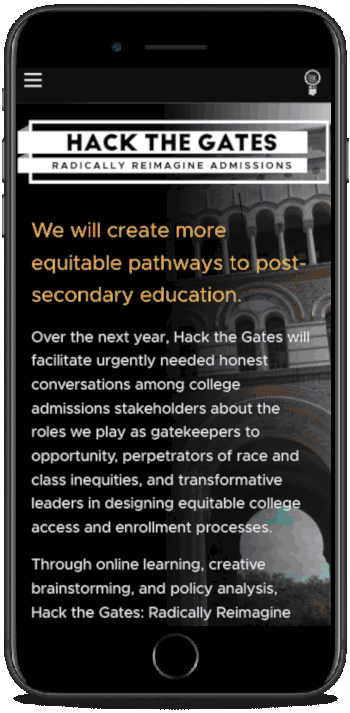 HACK THE GATES
RADICALLY REIMAGINE ADMISSIONS
We will create more
equitable pathways to post-
secondary education.
Over the next year, Hack the Gates will
facilitate urgently needed honest
conversations among college
admissions stakeholders about the
roles we play as gatekeepers to
opportunity, perpetrators of race and
class inequities, and transformative
leaders in designing equitable college
access and enrollment processes.
Through online learning, creative
brainstorming, and policy analysis,
Hack the Gates: Radically Reimagine